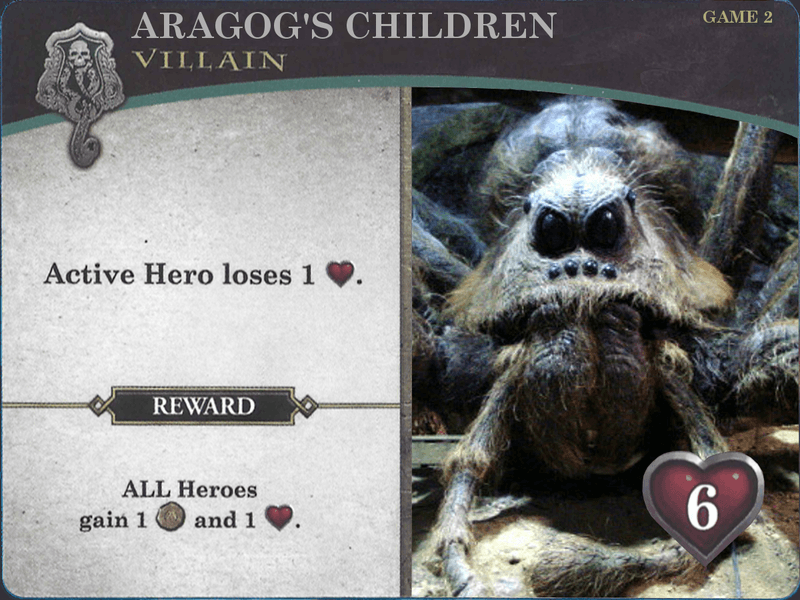 ARAGOG'S CHILDREN
GAME 2
VILLAIN
Active Hero loses 1 .
REWARD
ALL Heroes
gain 1 and 1 .
6